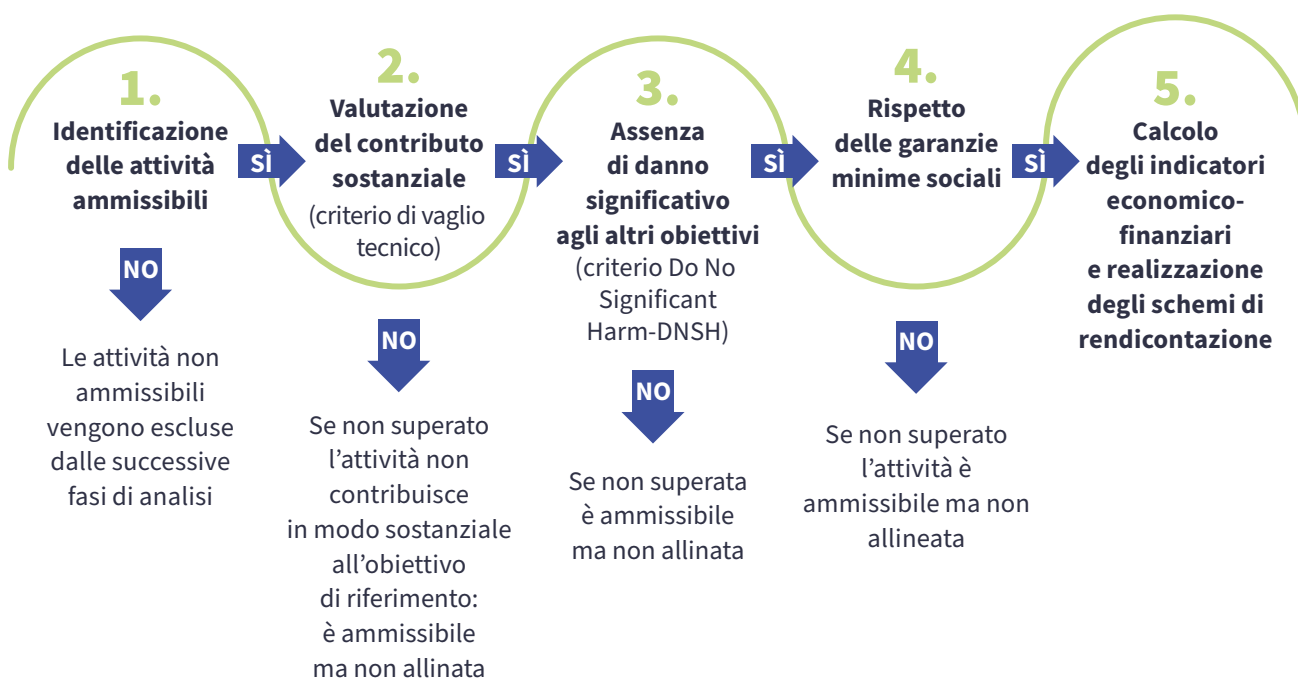 1.
Identificazione
delle attività
ammissibili
SÌ
NO
Le attività non
ammissibili
vengono escluse
dalle successive
fasi di analisi
2.
Valutazione
del contributo
sostanziale
(criterio di vaglio
tecnico)
SÌ
NO
Se non superato
l’attività non
contribuisce
in modo sostanziale
all’obiettivo
di riferimento:
è ammissibile
ma non allinata
3.
Assenza
di danno
significativo
agli altri obiettivi
(criterio Do No
Significant
Harm-DNSH)
SÌ
NO
Se non superata
è ammissibile
ma non allinata
4.
Rispetto
delle garanzie
minime sociali
SÌ
NO
Se non superato
l’attività è
ammissibile ma non
allineata
5.
Calcolo
degli indicatori
economico-
finanziari
e realizzazione
degli schemi di
rendicontazione